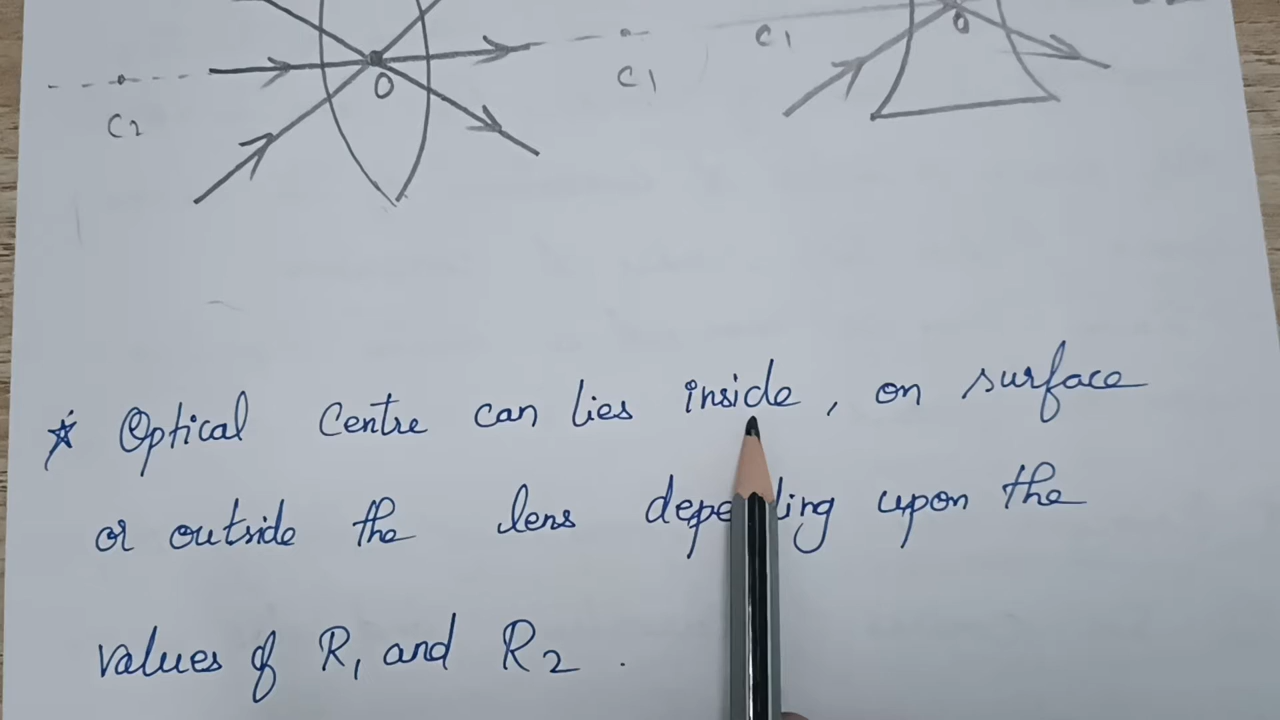 O
C2
C1
C1
O
☆ Optical Centre can lies inside, on surface
or outside the lens depending upon the
values of R1 and R2.